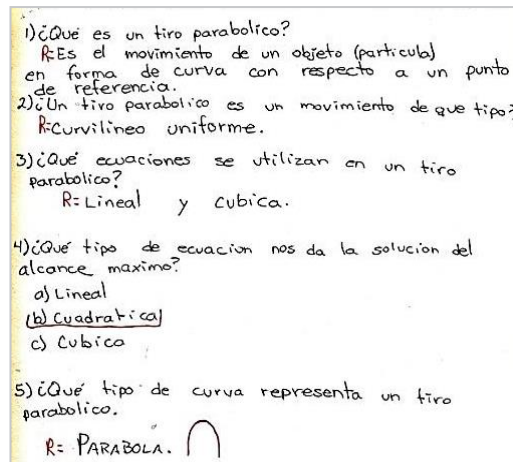 1)¿Qué es un tiro parabolico?
R:Es el movimiento de un objeto (particula)
en forma de curva con respecto a un punto
de referencia.
2)¿Un tiro parabolico es un movimiento de que tipo?
R:Curvilineo uniforme.
3)¿Qué ecuaciones se utilizan en un tiro
parabolico?
R:Lineal y cubica.
4)¿Qué tipo de ecuacion nos da la solucion del
alcance maximo?
a) Lineal
(b) Cuadratica)
c) Cubica
5)¿Qué tipo de curva representa un tiro
parabolico.
R: PARABOLA.